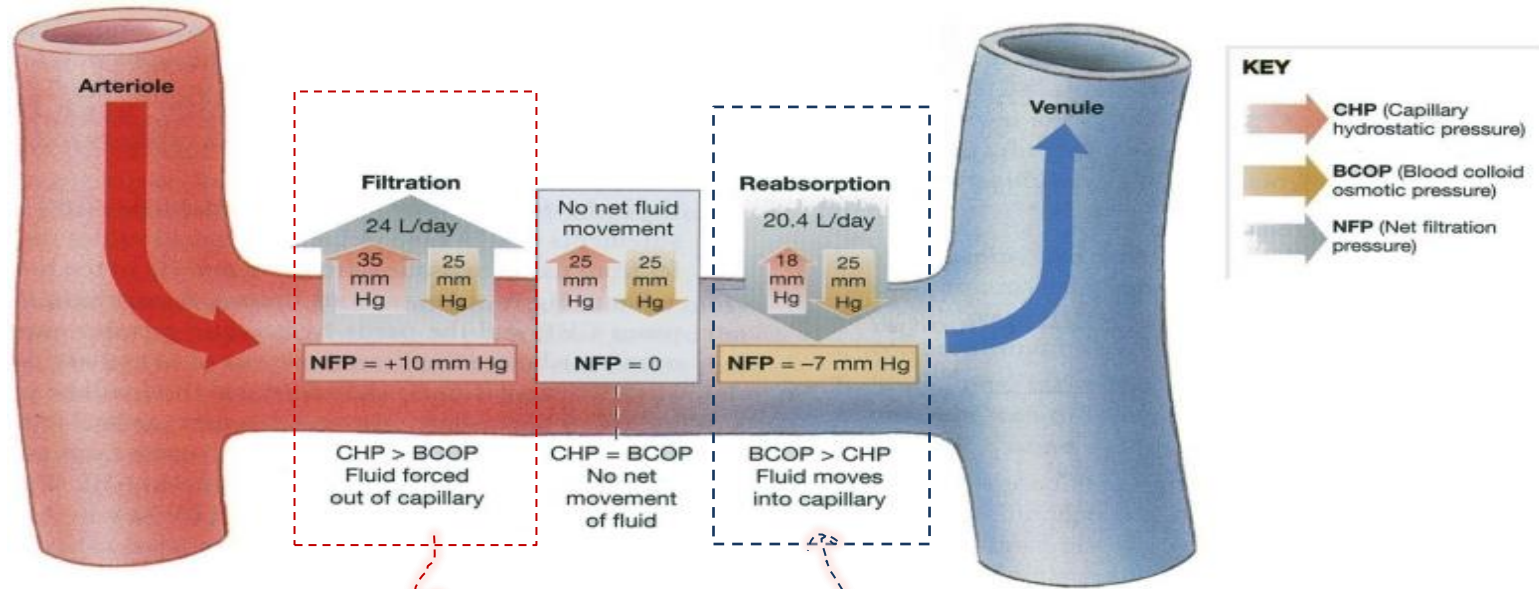 Arteriole
Filtration
24 L/day
35
mm
Hg
25
mm
Hg
NFP = +10 mm Hg
CHP > BCOP
Fluid forced
out of capillary
No net fluid
movement
25
mm
Hg
25
mm
Hg
NFP = 0
CHP = BCOP
No net
movement
of fluid
Reabsorption
20.4 L/day
18
mm
Hg
25
mm
Hg
NFP = –7 mm Hg
BCOP > CHP
Fluid moves
into capillary
Venule
KEY
CHP (Capillary
hydrostatic pressure)
BCOP (Blood colloid
osmotic pressure)
NFP (Net filtration
pressure)